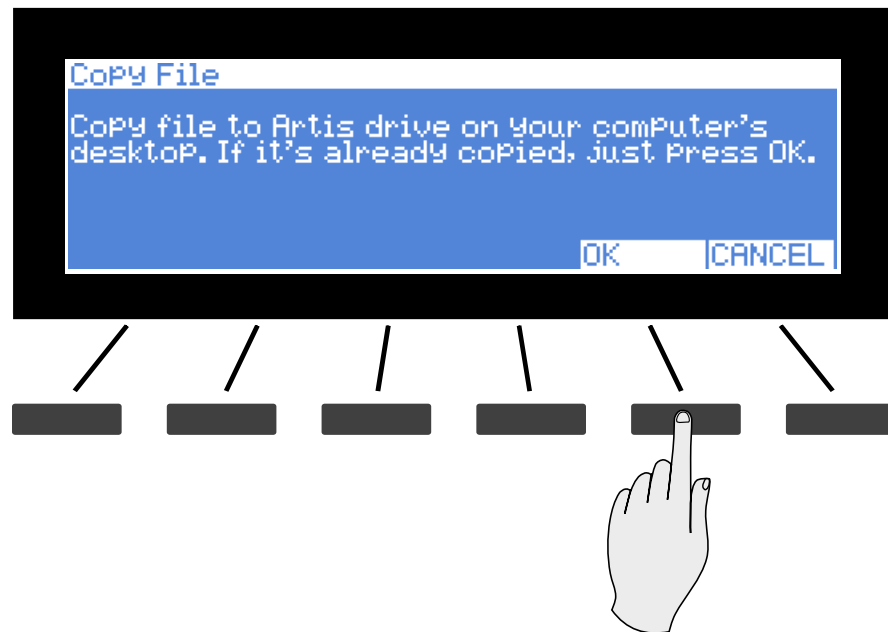 Copy File
Copy file to Artis drive on your computer's
desktop. If it's already copied, just press OK.
OK CANCEL